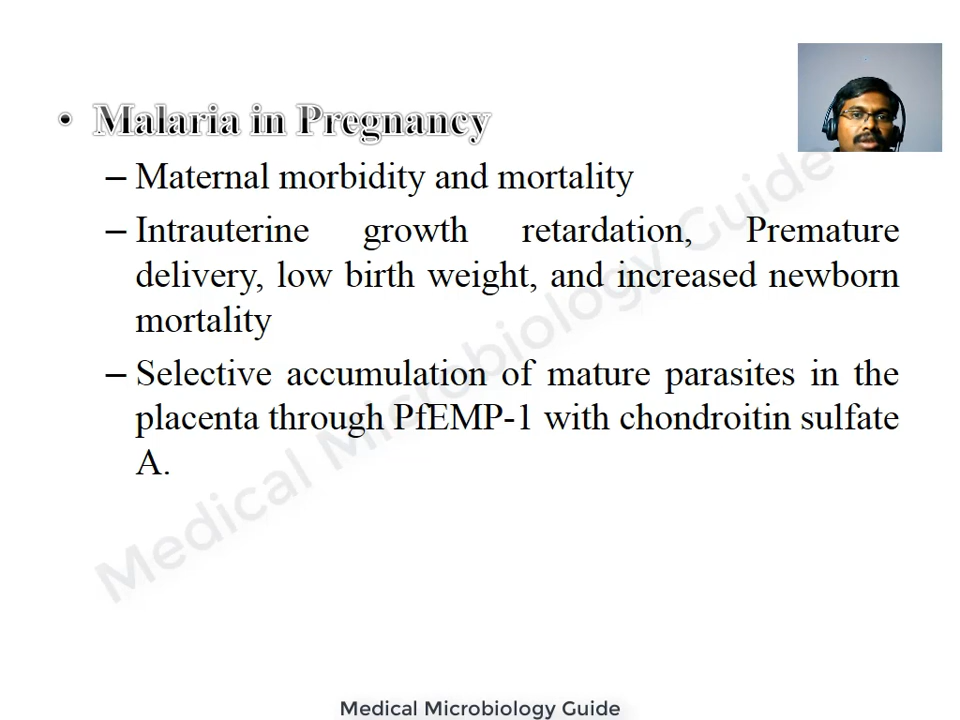 • Malaria in Pregnancy
– Maternal morbidity and mortality
– Intrauterine growth retardation, Premature
delivery, low birth weight, and increased newborn
mortality
– Selective accumulation of mature parasites in the
placenta through PfEMP-1 with chondroitin sulfate
A.
Medical Microbiology Guide
Medical Microbiology Guide